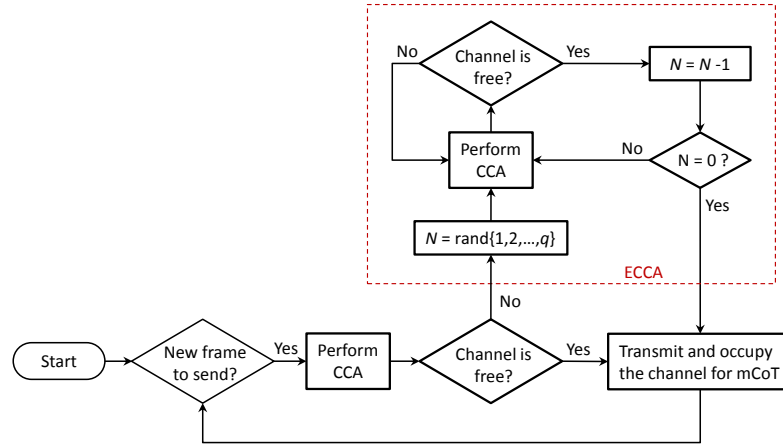 No
Channel is
free?
Yes
N = N -1
Perform
CCA
No
N = 0 ?
Yes
N = rand{1,2,...,q}
ECCA
No
Start
New frame
to send?
Yes
Perform
CCA
Channel is
free?
Yes
Transmit and occupy
the channel for mCoT